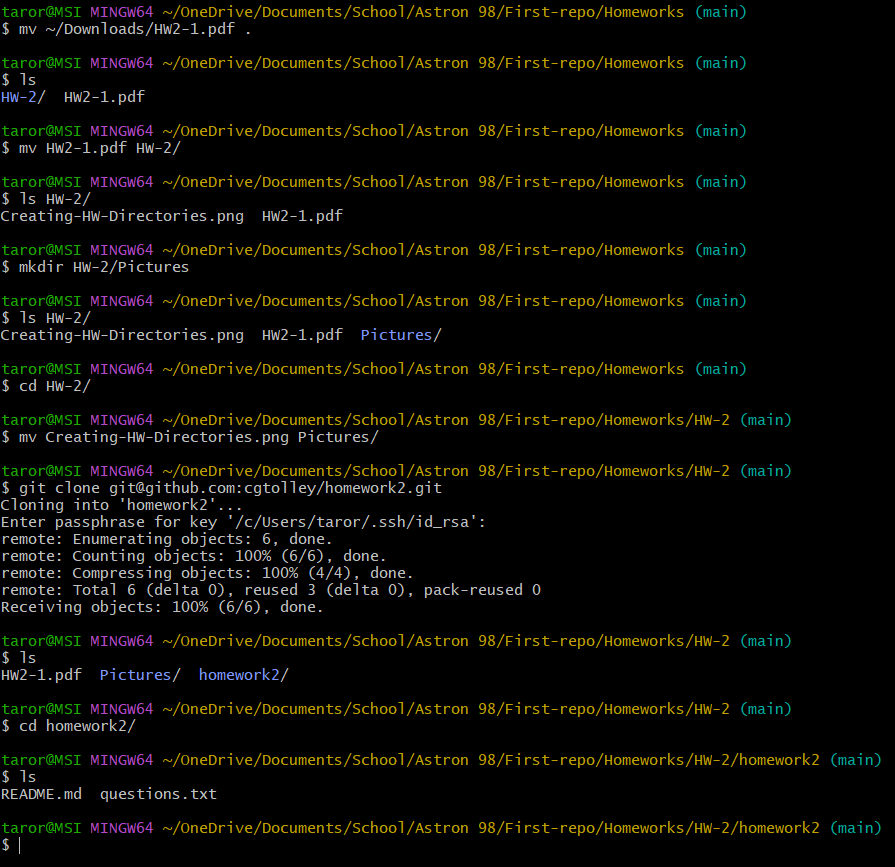 taror@MSI MINGW64 ~/OneDrive/Documents/School/Astron 98/First-repo/Homeworks (main)
$ mv ~/Downloads/HW2-1.pdf .
taror@MSI MINGW64 ~/OneDrive/Documents/School/Astron 98/First-repo/Homeworks (main)
$ ls
HW-2/  HW2-1.pdf
taror@MSI MINGW64 ~/OneDrive/Documents/School/Astron 98/First-repo/Homeworks (main)
$ mv HW2-1.pdf HW-2/
taror@MSI MINGW64 ~/OneDrive/Documents/School/Astron 98/First-repo/Homeworks (main)
$ ls HW-2/
Creating-HW-Directories.png  HW2-1.pdf
taror@MSI MINGW64 ~/OneDrive/Documents/School/Astron 98/First-repo/Homeworks (main)
$ mkdir HW-2/Pictures
taror@MSI MINGW64 ~/OneDrive/Documents/School/Astron 98/First-repo/Homeworks (main)
$ ls HW-2/
Creating-HW-Directories.png  HW2-1.pdf  Pictures/
taror@MSI MINGW64 ~/OneDrive/Documents/School/Astron 98/First-repo/Homeworks (main)
$ cd HW-2/
taror@MSI MINGW64 ~/OneDrive/Documents/School/Astron 98/First-repo/Homeworks/HW-2 (main)
$ mv Creating-HW-Directories.png Pictures/
taror@MSI MINGW64 ~/OneDrive/Documents/School/Astron 98/First-repo/Homeworks/HW-2 (main)
$ git clone git@github.com:cgtolley/homework2.git
Cloning into 'homework2'...
Enter passphrase for key '/c/Users/taror/.ssh/id_rsa':
remote: Enumerating objects: 6, done.
remote: Counting objects: 100% (6/6), done.
remote: Compressing objects: 100% (4/4), done.
remote: Total 6 (delta 0), reused 3 (delta 0), pack-reused 0
Receiving objects: 100% (6/6), done.
taror@MSI MINGW64 ~/OneDrive/Documents/School/Astron 98/First-repo/Homeworks/HW-2 (main)
$ ls
HW2-1.pdf  Pictures/  homework2/
taror@MSI MINGW64 ~/OneDrive/Documents/School/Astron 98/First-repo/Homeworks/HW-2 (main)
$ cd homework2/
taror@MSI MINGW64 ~/OneDrive/Documents/School/Astron 98/First-repo/Homeworks/HW-2/homework2 (main)
$ ls
README.md  questions.txt
taror@MSI MINGW64 ~/OneDrive/Documents/School/Astron 98/First-repo/Homeworks/HW-2/homework2 (main)
$